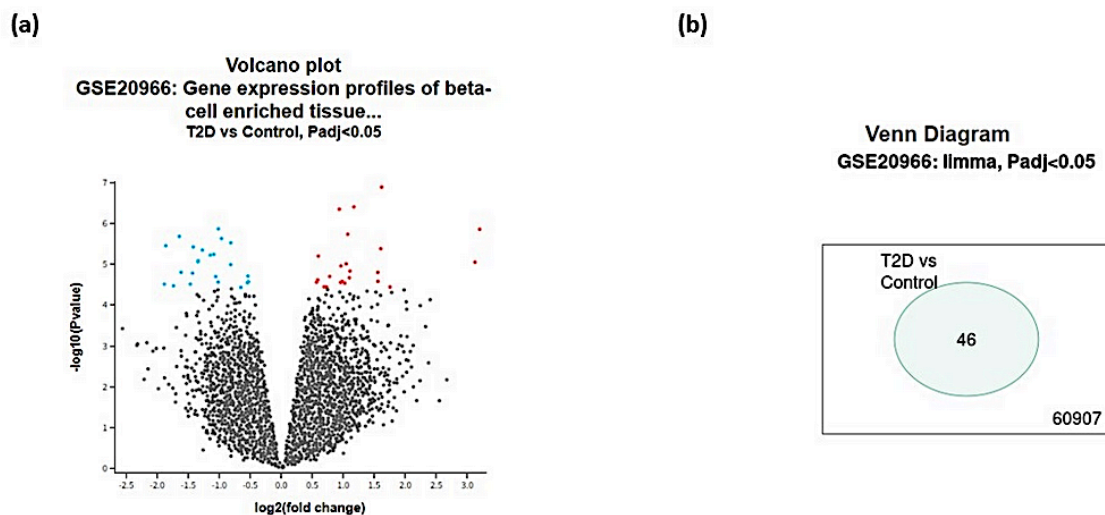 (a)
Volcano plot
GSE20966: Gene expression profiles of beta-
cell enriched tissue...
T2D vs Control, Padj<0.05
-log10(Pvalue)
7
6
5
4
3
2
1
0
-2.5 -2.0 -1.5 -1.0 -0.5 0.0 0.5 1.0 1.5 2.0 2.5 3.0
log2(fold change)
(b)
Venn Diagram
GSE20966: limma, Padj<0.05
T2D vs
Control
46
60907